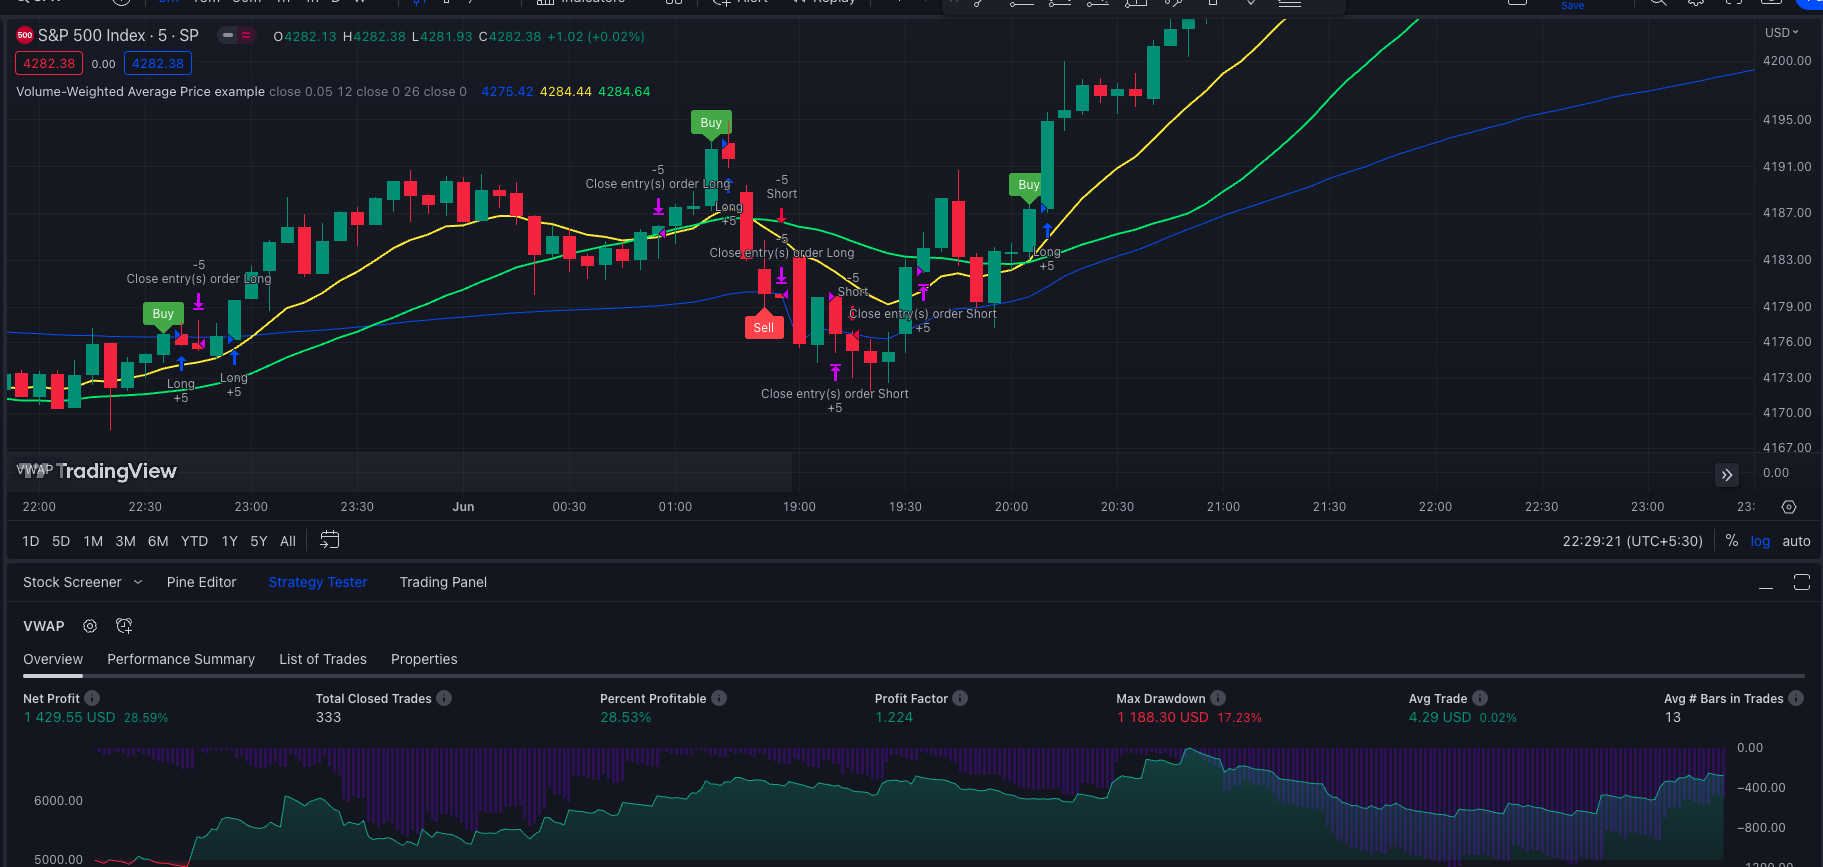 Save
S&P 500 Index · 5 · SP
O4282.13 H4282.38 L4281.93 C4282.38 +1.02 (+0.02%)
USD
4282.38 0.00 4282.38
Volume-Weighted Average Price example close 0.05 12 close 0 26 close 0 4275.42 4284.44 4284.64
4200.00
4195.00
4191.00
4187.00
4183.00
4179.00
4176.00
4173.00
4170.00
4167.00
0.00
-5
Close entry(s) order Long
Buy
Long
+5
Long
+5
-5
Close entry(s) order Long
Buy
Long
+5
-5
Short
-5
Close entry(s) order Long
Sell
-5
Short
Close entry(s) order Short
+5
Close entry(s) order Short
+5
Buy
Long
+5
VWAP
TradingView
22:00 22:30 23:00 23:30 Jun 00:30 01:00 19:00 19:30 20:00 20:30 21:00 21:30 22:00 22:30 23:00 23:
1D 5D 1M 3M 6M YTD 1Y 5Y All
22:29:21 (UTC+5:30) % log auto
Stock Screener Pine Editor Strategy Tester Trading Panel
VWAP
Overview Performance Summary List of Trades Properties
Net Profit Total Closed Trades Percent Profitable Profit Factor Max Drawdown Avg Trade Avg # Bars in Trades
1 429.55 USD 28.59% 333 28.53% 1.224 1 188.30 USD 17.23% 4.29 USD 0.02% 13
6000.00
5000.00
0.00
−400.00
−800.00